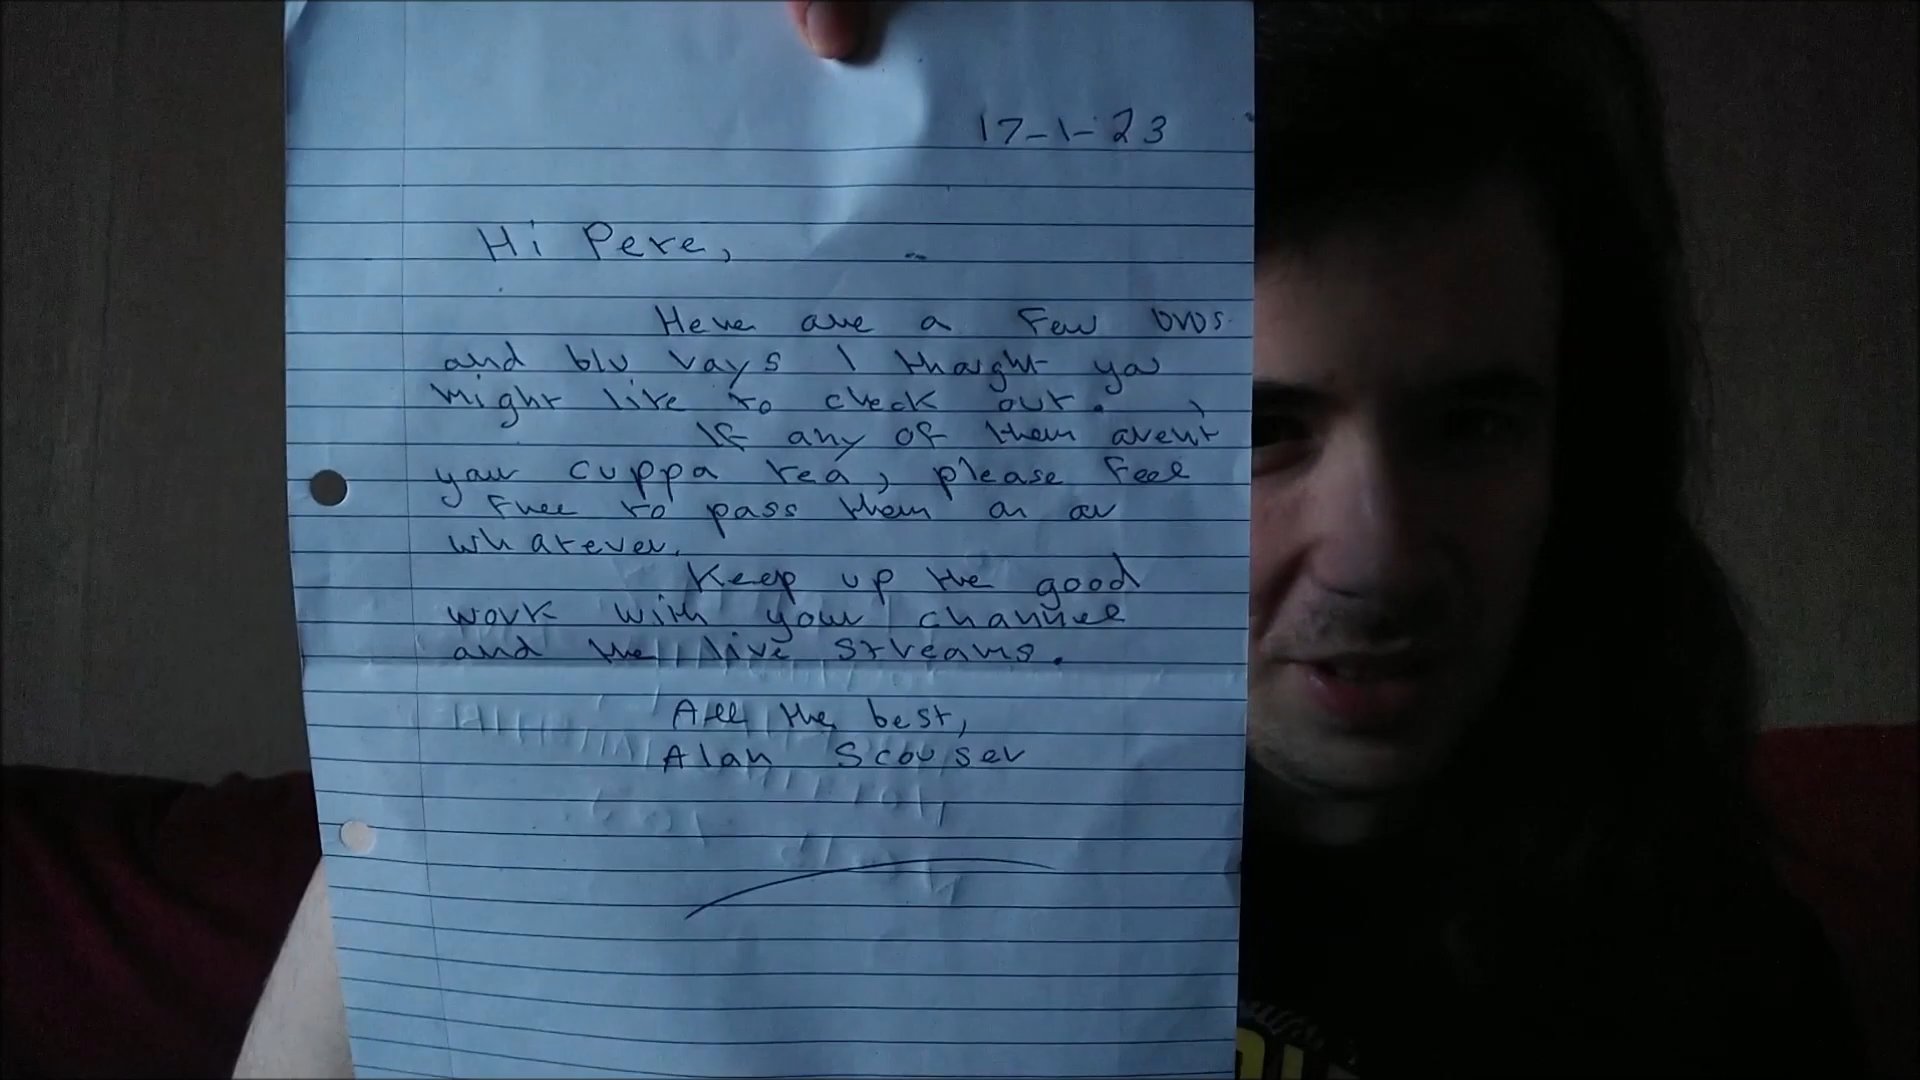 17-1-23
Hi Pete,
Here are a few DVDs
and blu rays I thought you
might like to check out.
If any of them aren't
your cuppa tea, please feel
free to pass them on or
whatever.
Keep up the good
work with your channel
and the live streams.
All the best,
Alan Scouser